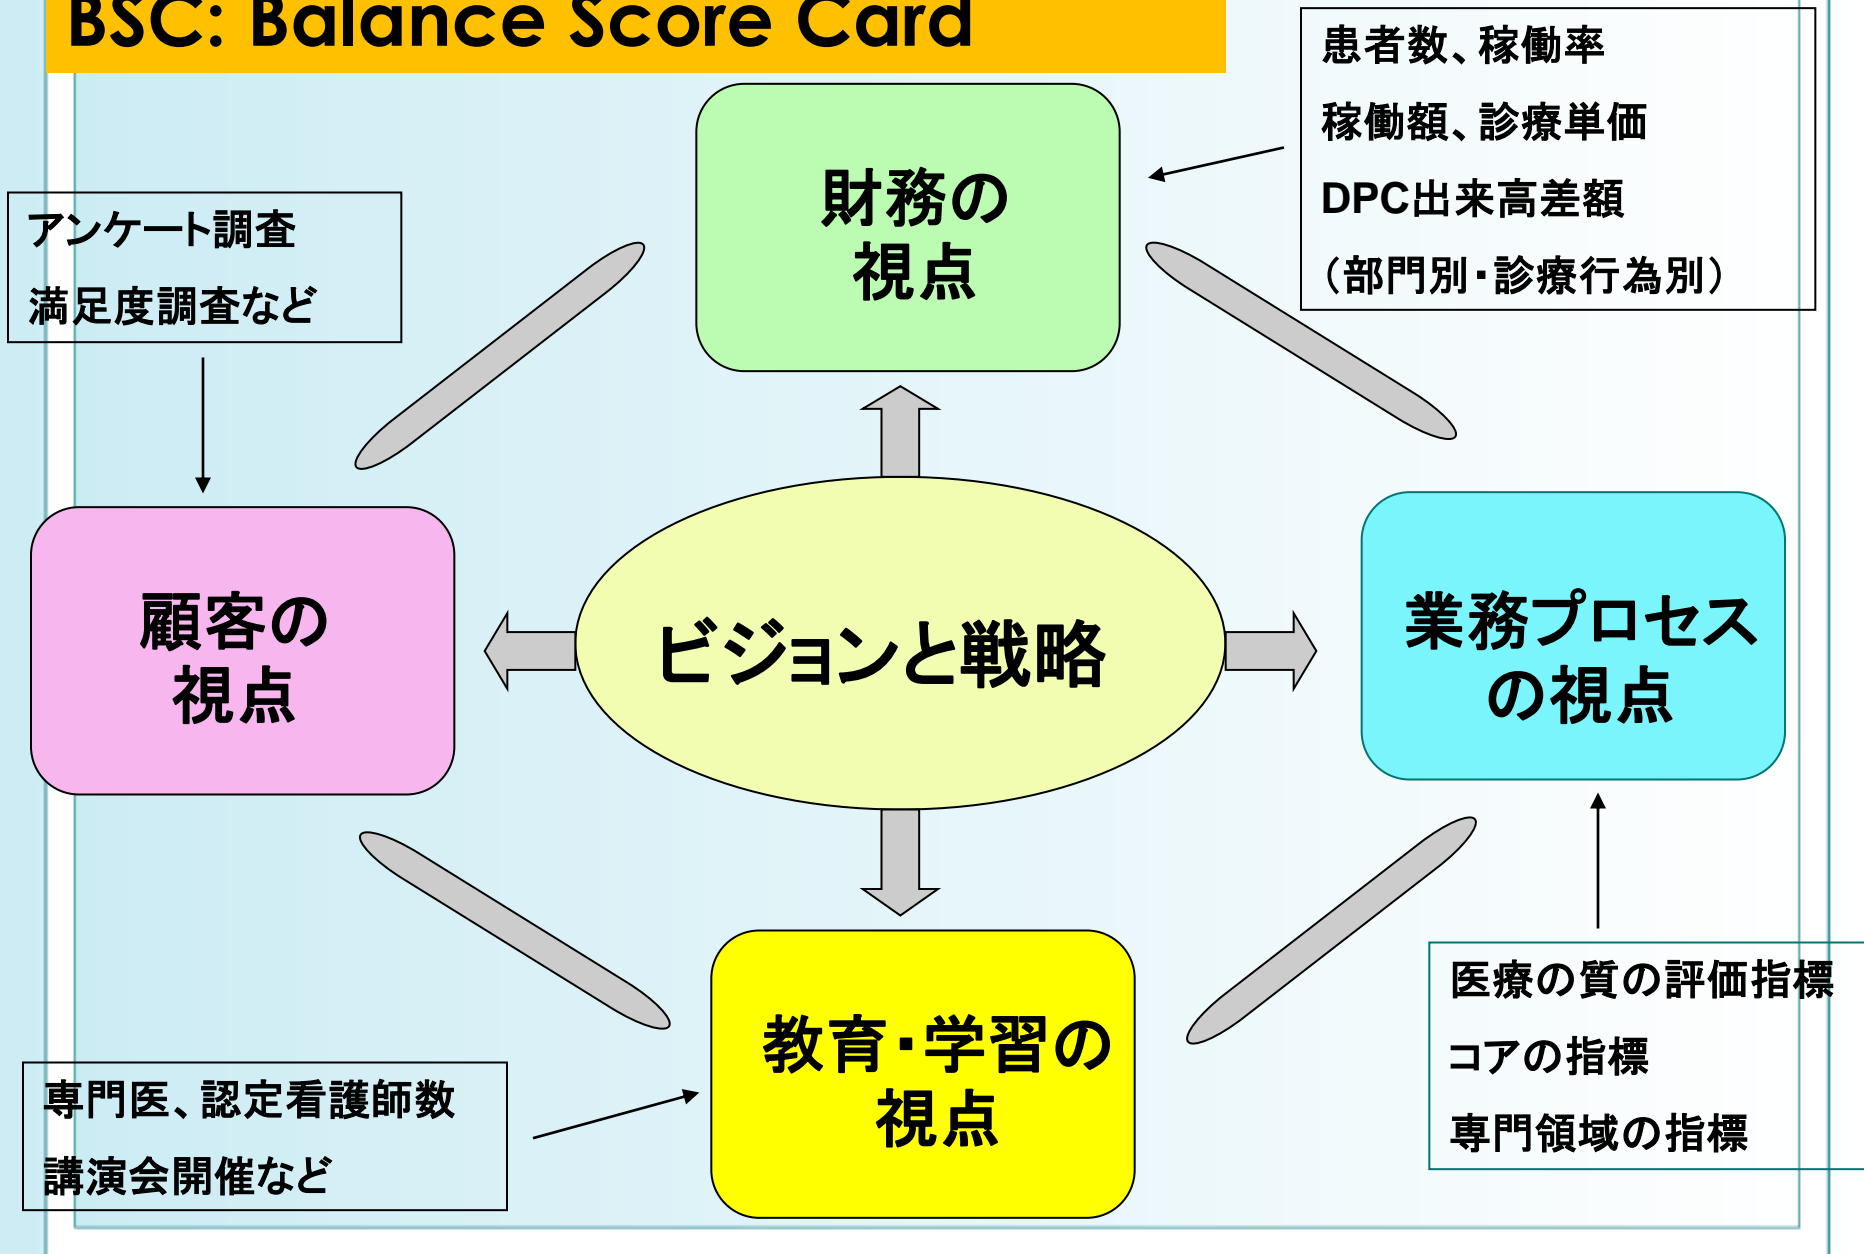 BSC: Balance Score Card
患者数、稼働率
稼働額、診療単価
DPC出来高差額
（部門別・診療行為別）
財務の
視点
アンケート調査
満足度調査など
顧客の
視点
ビジョンと戦略
業務プロセス
の視点
医療の質の評価指標
コアの指標
専門領域の指標
教育・学習の
視点
専門医、認定看護師数
講演会開催など